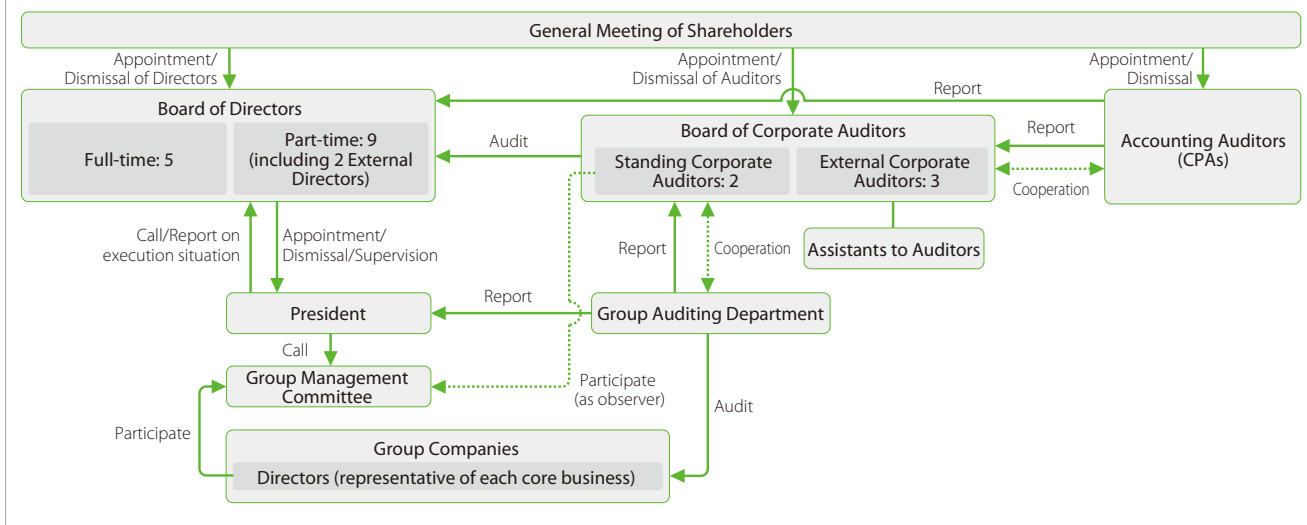 General Meeting of Shareholders
Appointment/
Dismissal of Directors
Appointment/
Dismissal of Auditors
Appointment/
Dismissal
Board of Directors
Full-time: 5
Part-time: 9
(including 2 External
Directors)
Report
Audit
Board of Corporate Auditors
Standing Corporate
Auditors: 2
External Corporate
Auditors: 3
Report
Cooperation
Accounting Auditors
(CPAs)
Call/Report on
execution situation
Appointment/
Dismissal/Supervision
Report
Cooperation
Assistants to Auditors
President
Report
Group Auditing Department
Call
Group Management
Committee
Participate
(as observer)
Audit
Participate
Group Companies
Directors (representative of each core business)